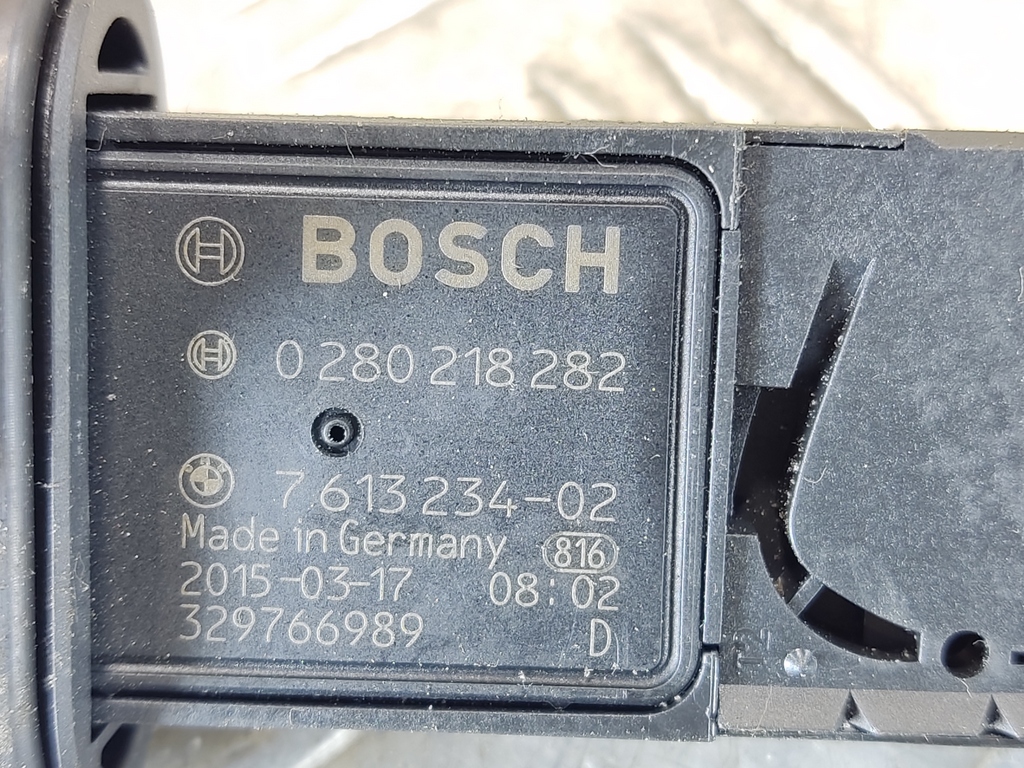 BOSCH
0 280 218 282
7 613 234-02
Made in Germany 816
2015-03-17 08:02
329766989 D